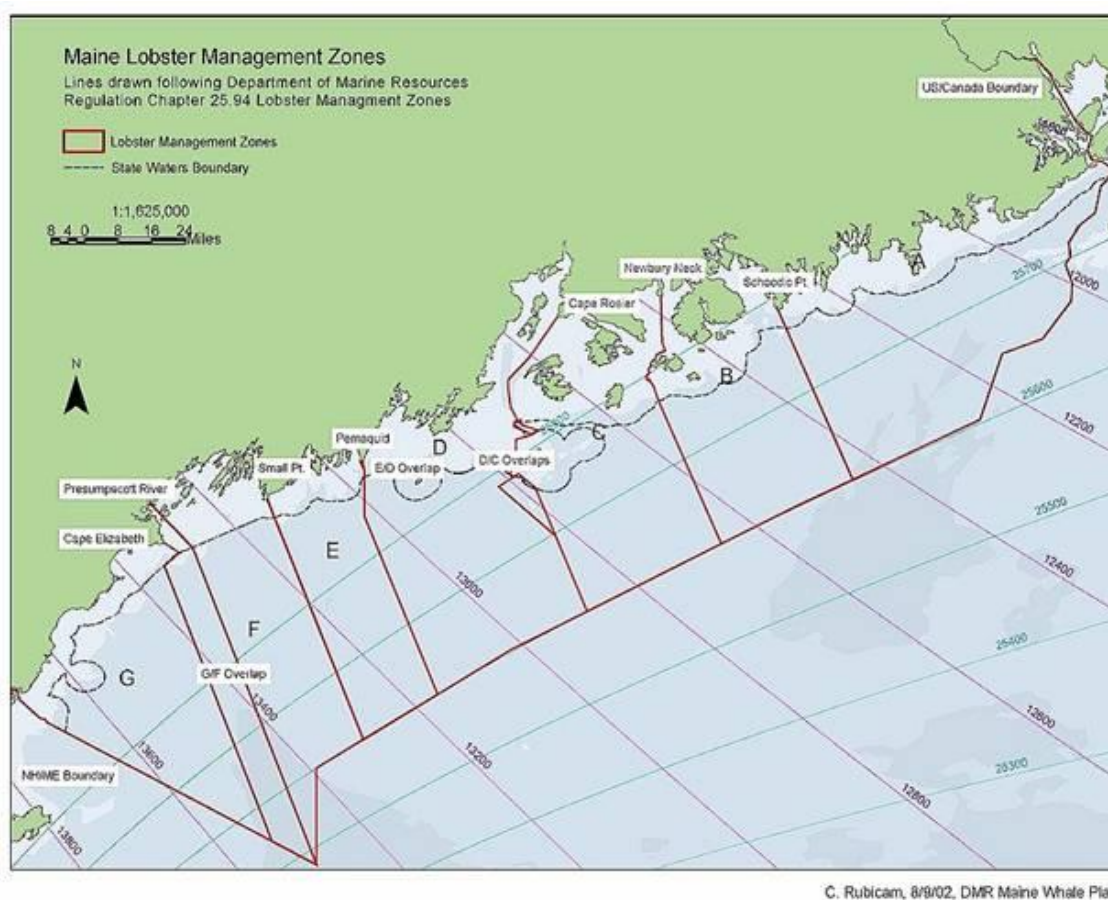 Maine Lobster Management Zones
Lines drawn following Department of Marine Resources
Regulation Chapter 25.94 Lobster Managment Zones
Lobster Management Zones
State Waters Boundary
1:1,625,000
8 4 0 8 16 24 Miles
US/Canada Boundary
A
25700
12000
Newbury Neck
Schoodic Pt.
Cape Rosier
B
25600
12200
C
N
Pemaquid
D
Small Pt.
E/D Overlap
D/C Overlaps
Presumpscott River
25500
Cape Elizabeth
E
12400
13000
F
25400
G
G/F Overlap
13400
12600
13600
13200
NH/ME Boundary
25300
12800
13800
C. Rubicam, 8/9/02, DMR Maine Whale Pla